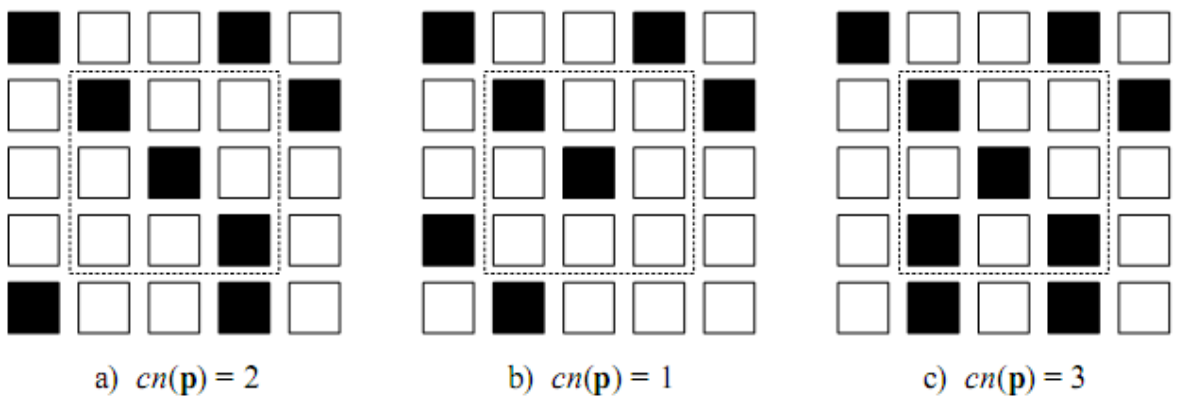 a) cn(p) = 2
b) cn(p) = 1
c) cn(p) = 3